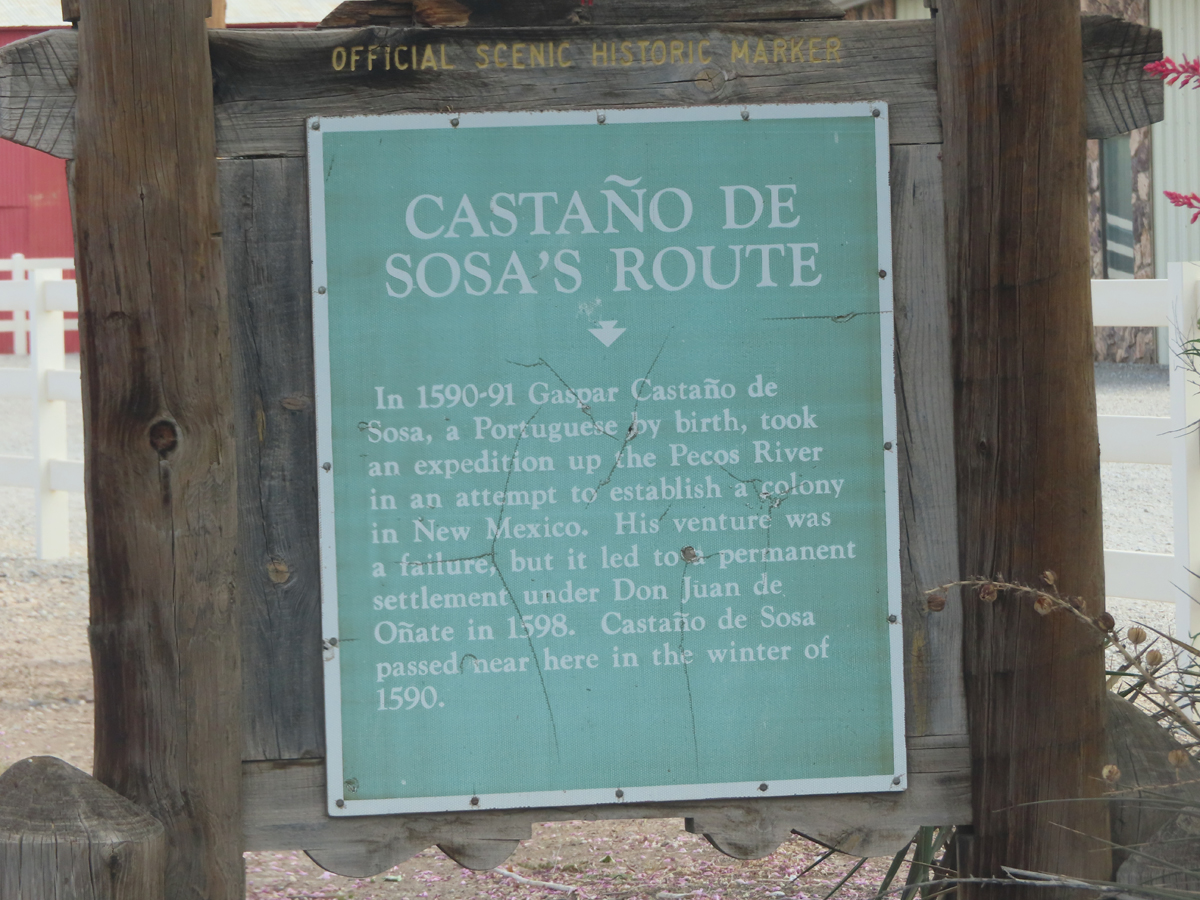 OFFICIAL SCENIC HISTORIC MARKER
CASTAÑO DE
SOSA'S ROUTE
In 1590-91 Gaspar Castaño de
Sosa, a Portuguese by birth, took
an expedition up the Pecos River
in an attempt to establish a colony
in New Mexico. His venture was
a failure, but it led to a permanent
settlement under Don Juan de
Oñate in 1598. Castaño de Sosa
passed near here in the winter of
1590.